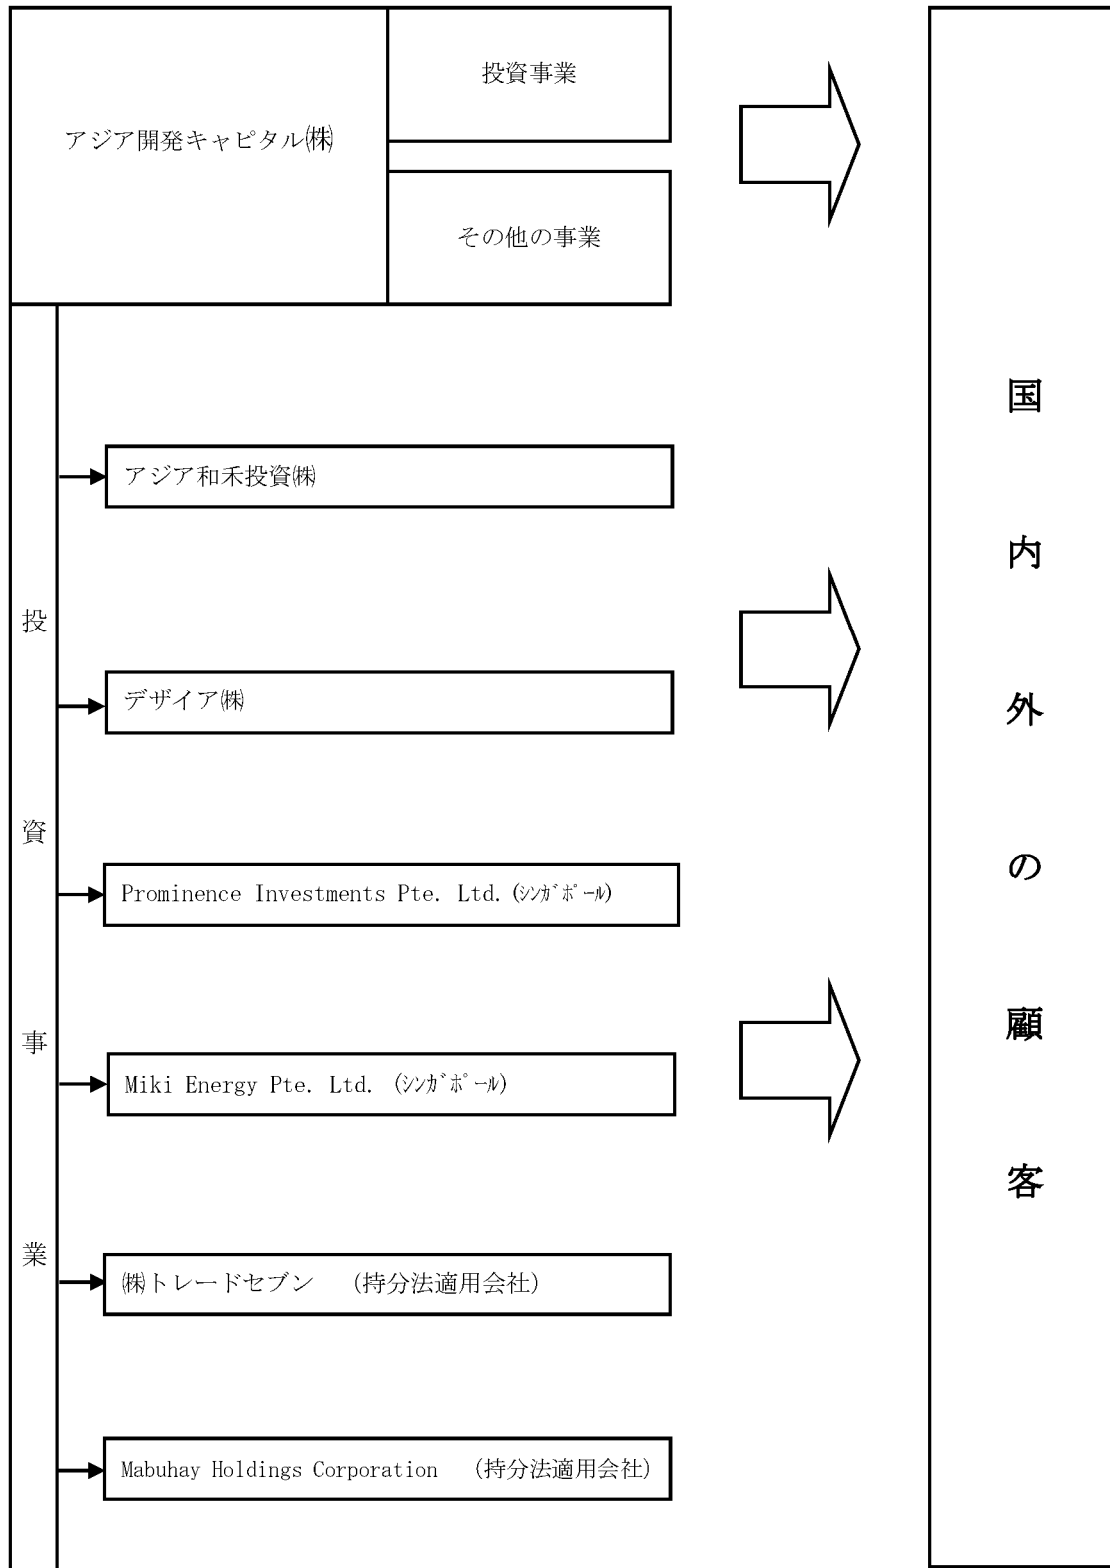 アジア開発キャピタル㈱
投資事業
その他の事業
投資事業
アジア和禾投資㈱
デザイア㈱
Prominence Investments Pte. Ltd. (ｼﾝｶﾞﾎﾟｰﾙ)
Miki Energy Pte. Ltd. (ｼﾝｶﾞﾎﾟｰﾙ)
㈱トレードセブン (持分法適用会社)
Mabuhay Holdings Corporation (持分法適用会社)
国内外の顧客